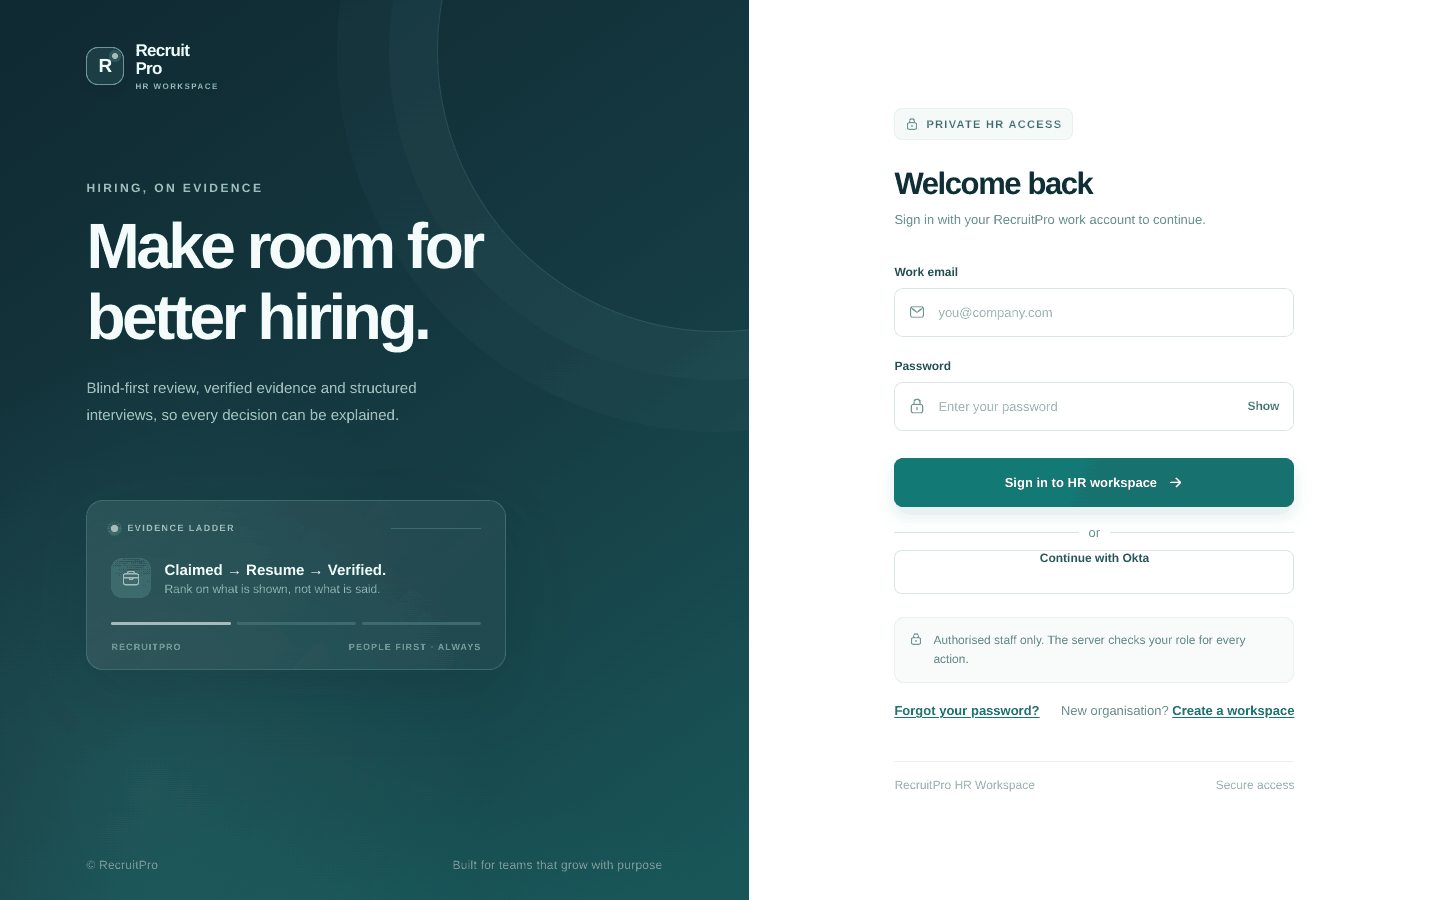 R
Recruit
Pro
HR WORKSPACE
HIRING, ON EVIDENCE
Make room for
better hiring.
Blind-first review, verified evidence and structured
interviews, so every decision can be explained.
EVIDENCE LADDER
Claimed → Resume → Verified.
Rank on what is shown, not what is said.
RECRUITPRO
PEOPLE FIRST · ALWAYS
© RecruitPro
Built for teams that grow with purpose
PRIVATE HR ACCESS
Welcome back
Sign in with your RecruitPro work account to continue.
Work email
you@company.com
Password
Enter your password
Show
Sign in to HR workspace →
or
Continue with Okta
Authorised staff only. The server checks your role for every
action.
Forgot your password?
New organisation? Create a workspace
RecruitPro HR Workspace
Secure access